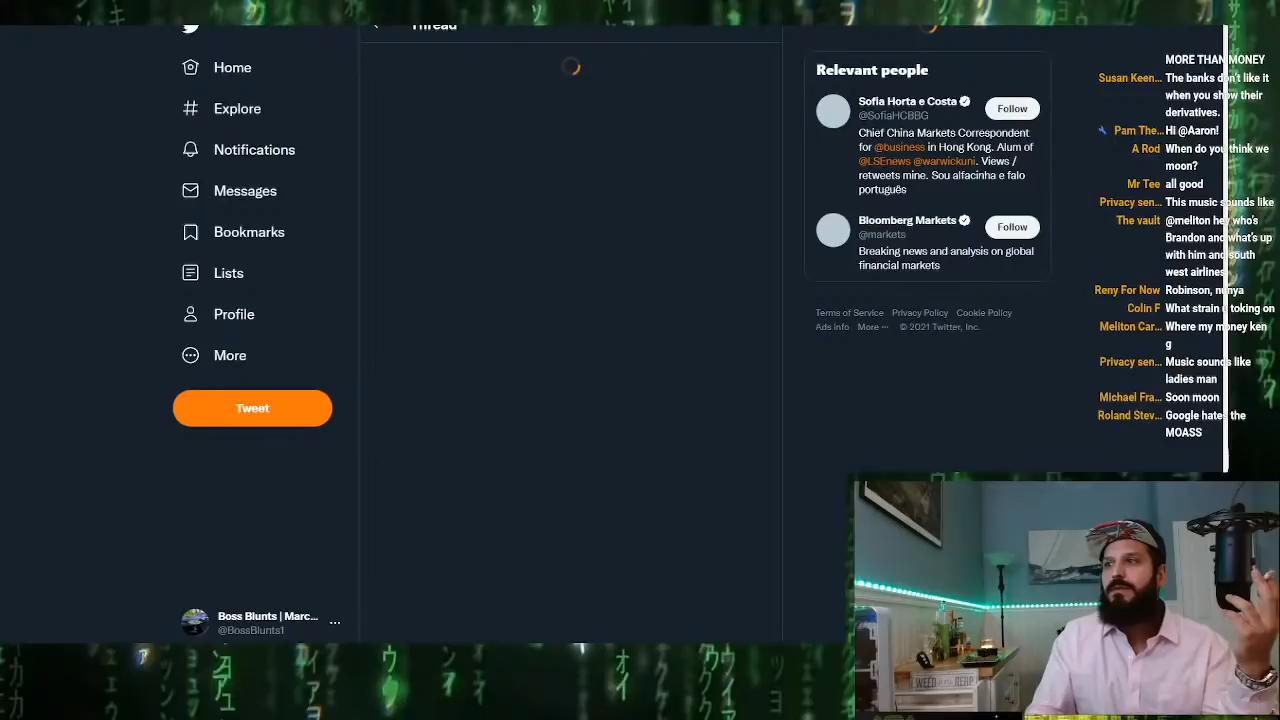 Thread
Home
Explore
Notifications
Messages
Bookmarks
Lists
Profile
More
Tweet
Boss Blunts | Marc...
@BossBlunts1
...
Relevant people
Sofia Horta e Costa
@SofiaHCBBG
Follow
Chief China Markets Correspondent
for @business in Hong Kong. Alum of
@LSEnews @warwickuni. Views /
retweets mine. Sou alfacinha e falo
português
Bloomberg Markets
@markets
Follow
Breaking news and analysis on global
financial markets
Terms of Service Privacy Policy Cookie Policy
Ads info More ··· © 2021 Twitter, Inc.
MORE THAN MONEY
Susan Keen... The banks don't like it
when you show their
derivatives.
Pam The... Hi @Aaron!
A Rod When do you think we
moon?
Mr Tee all good
Privacy sen... This music sounds like
The vault @meliton hey who's
Brandon and what's up
with him and south
west airlines
Reny For Now Robinson, nunya
Colin F What strain u toking on
Meliton Car... Where my money ken
g
Privacy sen... Music sounds like
ladies man
Michael Fra... Soon moon
Roland Stev... Google hates the
MOASS